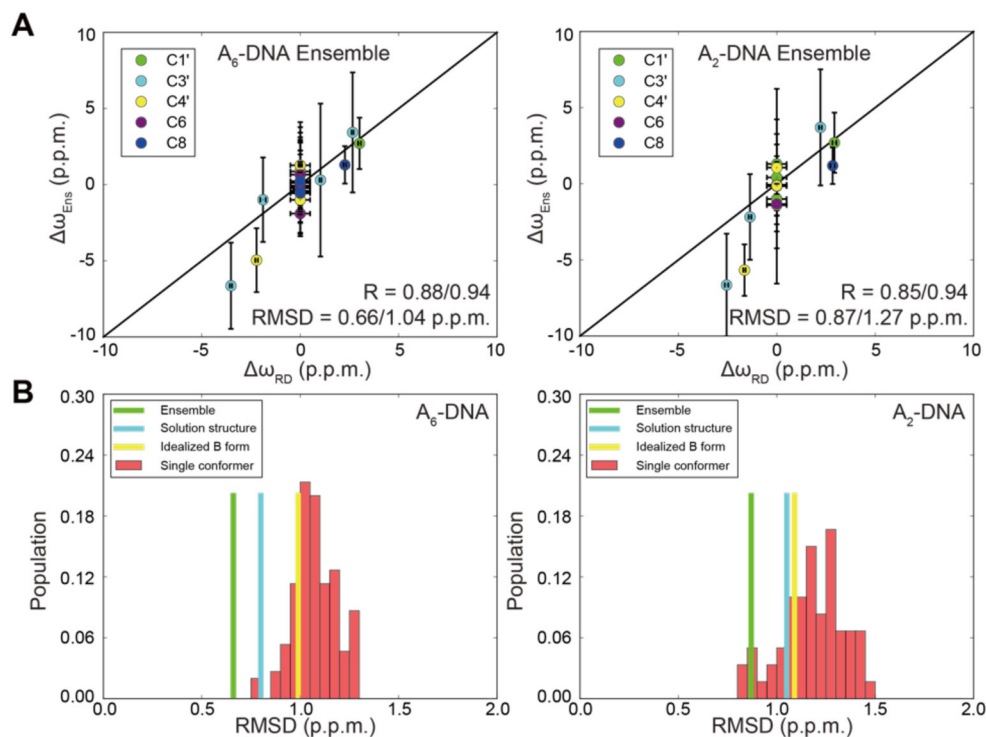 A
A6-DNA Ensemble
C1'
C3'
C4'
C6
C8
R = 0.88/0.94
RMSD = 0.66/1.04 p.p.m.
ΔωEns (p.p.m.)
10
5
0
-5
-10
-10 -5 0 5 10
ΔωRD (p.p.m.)
A2-DNA Ensemble
C1'
C3'
C4'
C6
C8
R = 0.85/0.94
RMSD = 0.87/1.27 p.p.m.
ΔωEns (p.p.m.)
10
5
0
-5
-10
-10 -5 0 5 10
ΔωRD (p.p.m.)
B
A6-DNA
Ensemble
Solution structure
Idealized B form
Single conformer
Population
0.30
0.24
0.18
0.12
0.06
0.00
0.0 0.5 1.0 1.5 2.0
RMSD (p.p.m.)
A2-DNA
Ensemble
Solution structure
Idealized B form
Single conformer
Population
0.30
0.24
0.18
0.12
0.06
0.00
0.0 0.5 1.0 1.5 2.0
RMSD (p.p.m.)